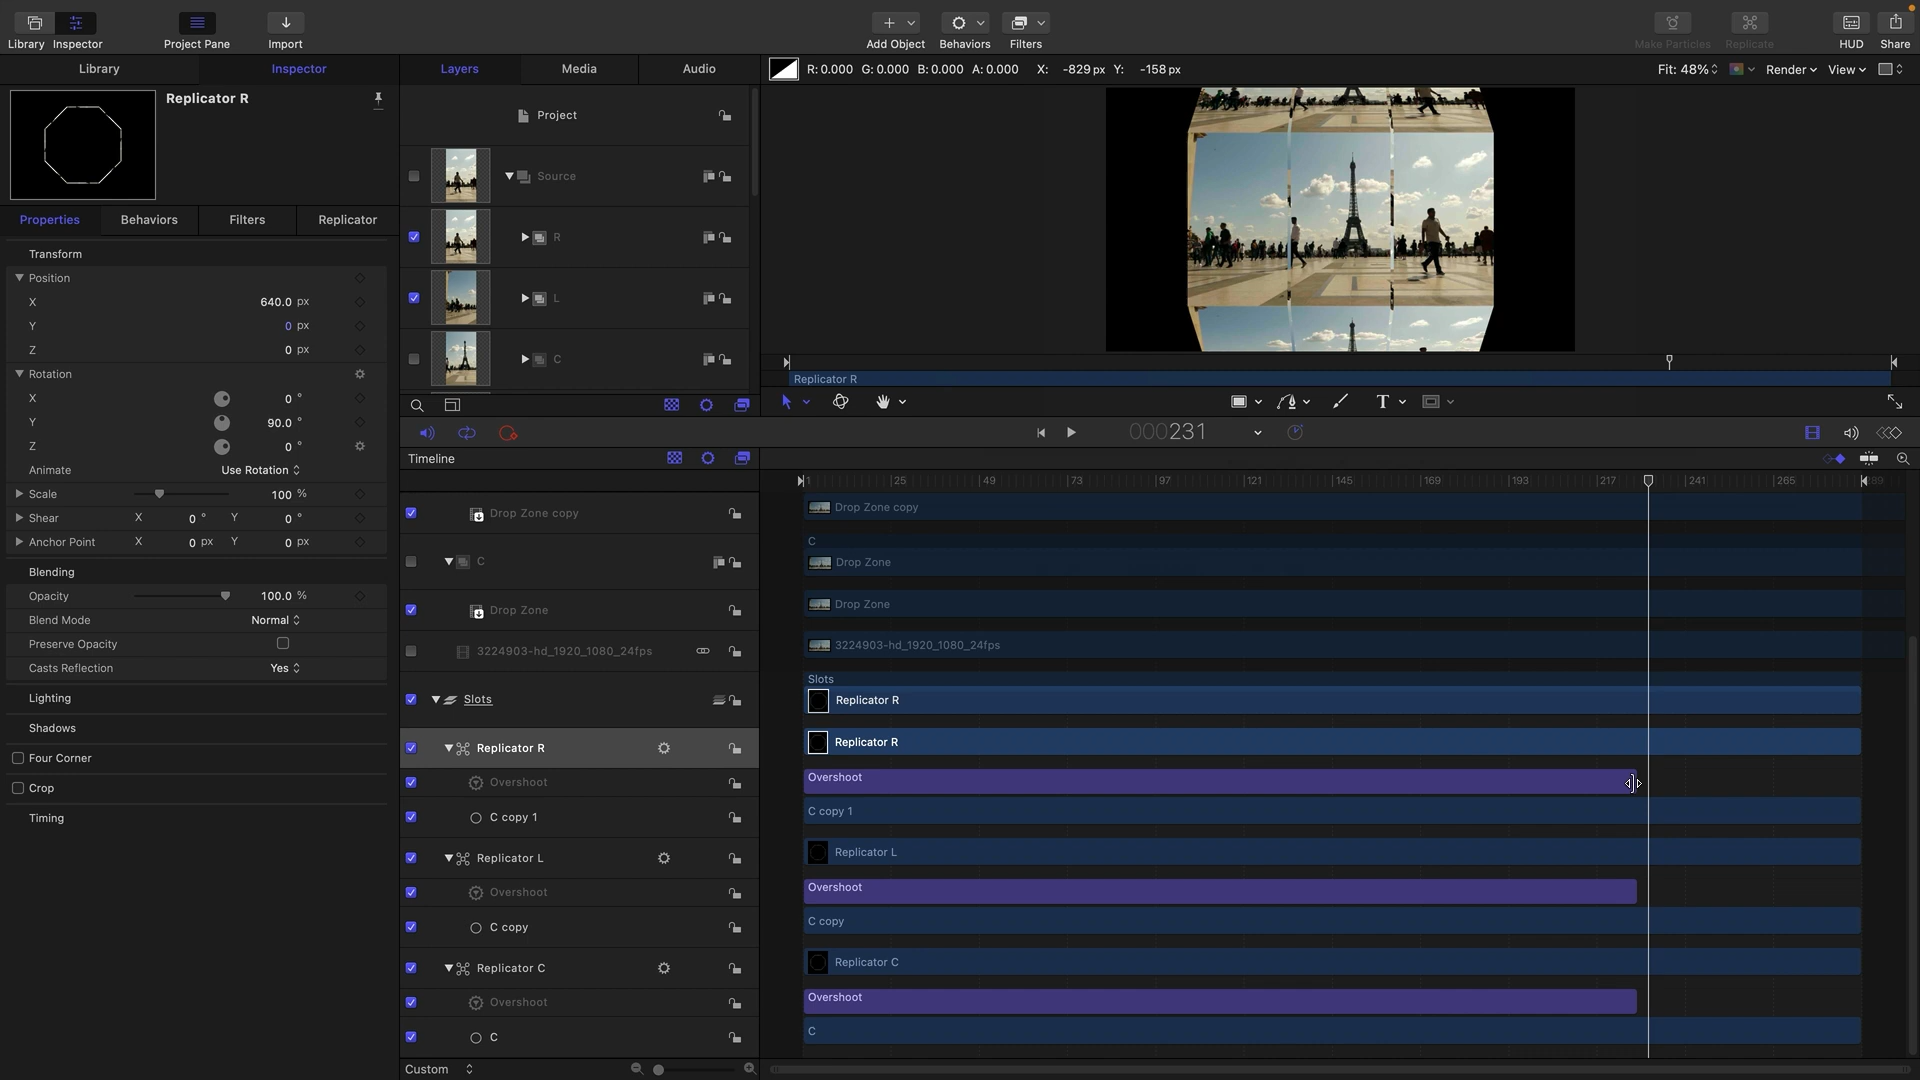 Library
Inspector
Project Pane
Import
Add Object
Behaviors
Filters
Make Particles
Replicate
HUD
Share
Library
Inspector
Layers
Media
Audio
R: 0.000 G: 0.000 B: 0.000 A: 0.000 X: -829 px Y: -158 px
Fit: 48%
Render
View
Replicator R
Project
Source
R
L
C
Properties
Behaviors
Filters
Replicator
Transform
Position
X 640.0 px
Y 0 px
Z 0 px
Rotation
X 0 °
Y 90.0 °
Z 0 °
Animate Use Rotation
Scale 100 %
Shear X 0 ° Y 0 °
Anchor Point X 0 px Y 0 px
Blending
Opacity 100.0 %
Blend Mode Normal
Preserve Opacity
Casts Reflection Yes
Lighting
Shadows
Four Corner
Crop
Timing
Replicator R
T
000231
Timeline
1 25 49 73 97 121 145 169 193 217 241 265 289
Drop Zone copy
C
Drop Zone
3224903-hd_1920_1080_24fps
Slots
Replicator R
Overshoot
C copy 1
Replicator L
Overshoot
C copy
Replicator C
Overshoot
C
Custom
Drop Zone copy
C
Drop Zone
Drop Zone
3224903-hd_1920_1080_24fps
Slots
Replicator R
Replicator R
Overshoot
C copy 1
Replicator L
Overshoot
C copy
Replicator C
Overshoot
C